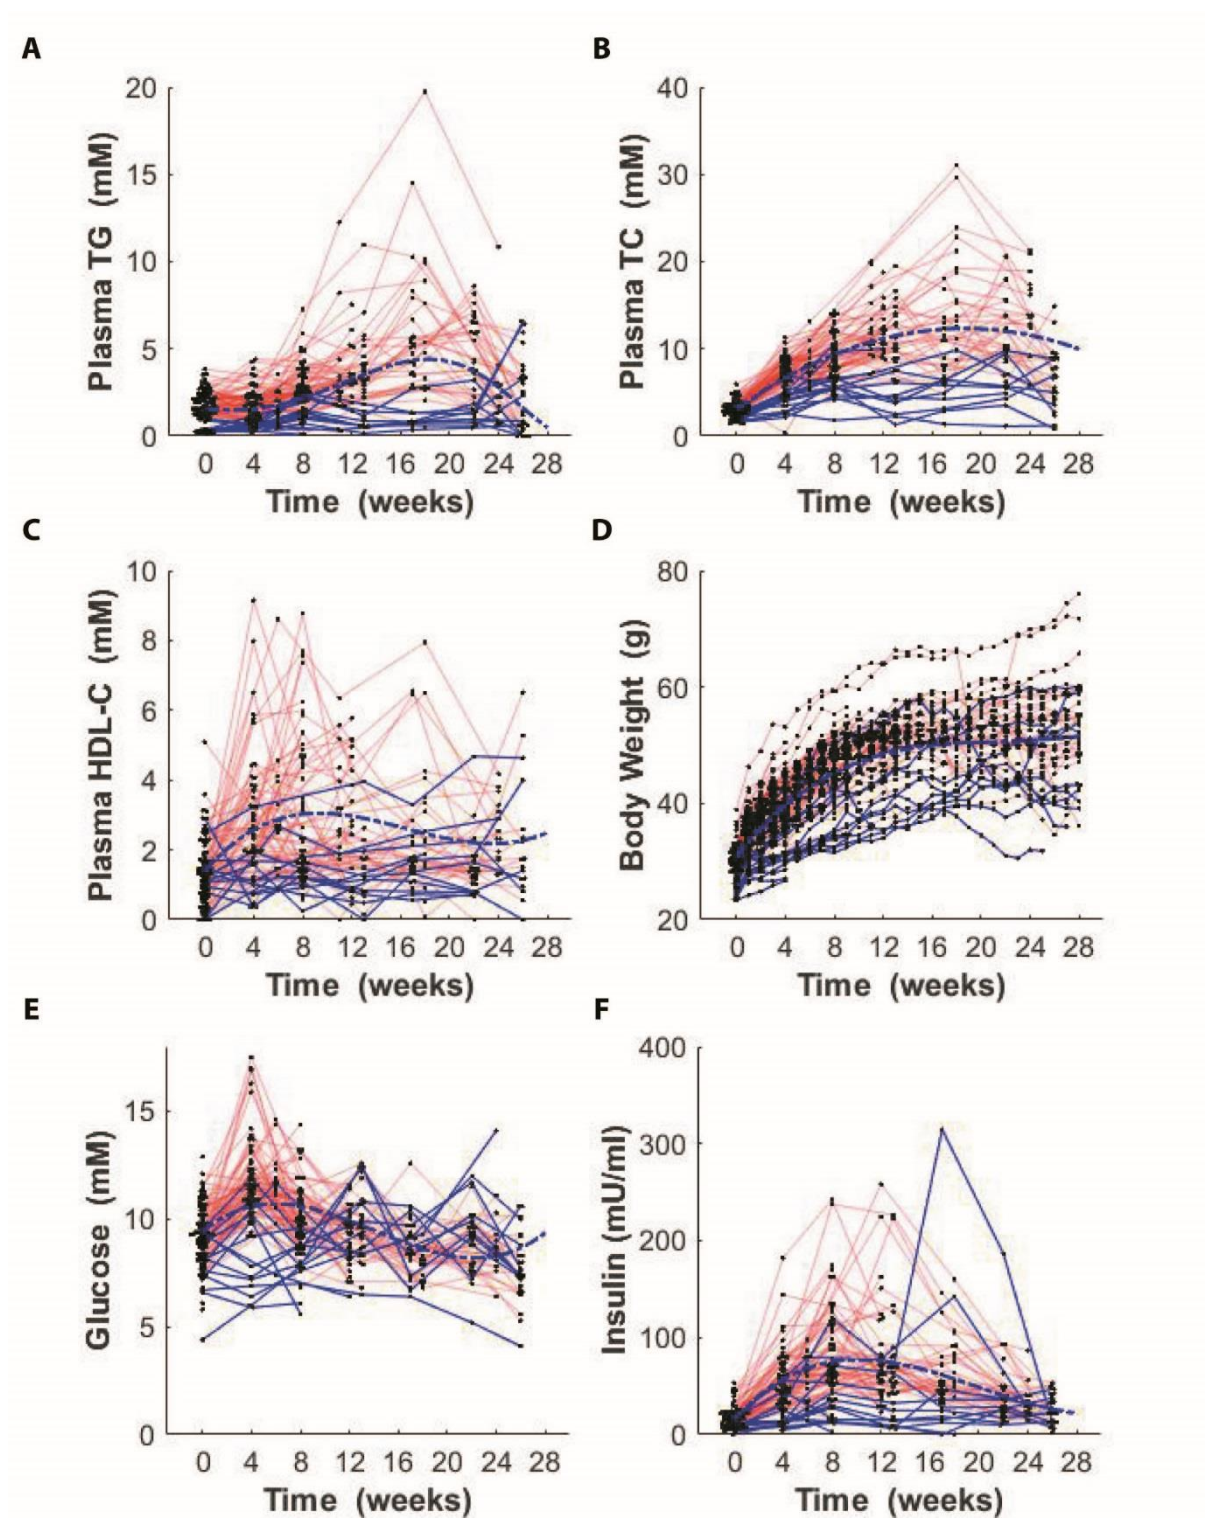 A
B
Plasma TG (mM)
20
15
10
5
0
0 4 8 12 16 20 24 28
Time (weeks)
Plasma TC (mM)
40
30
20
10
0
0 4 8 12 16 20 24 28
Time (weeks)
C
D
Plasma HDL-C (mM)
10
8
6
4
2
0
0 4 8 12 16 20 24 28
Time (weeks)
Body Weight (g)
80
60
40
20
0 4 8 12 16 20 24 28
Time (weeks)
E
F
Glucose (mM)
15
10
5
0
0 4 8 12 16 20 24 28
Time (weeks)
Insulin (mU/ml)
400
300
200
100
0
0 4 8 12 16 20 24 28
Time (weeks)